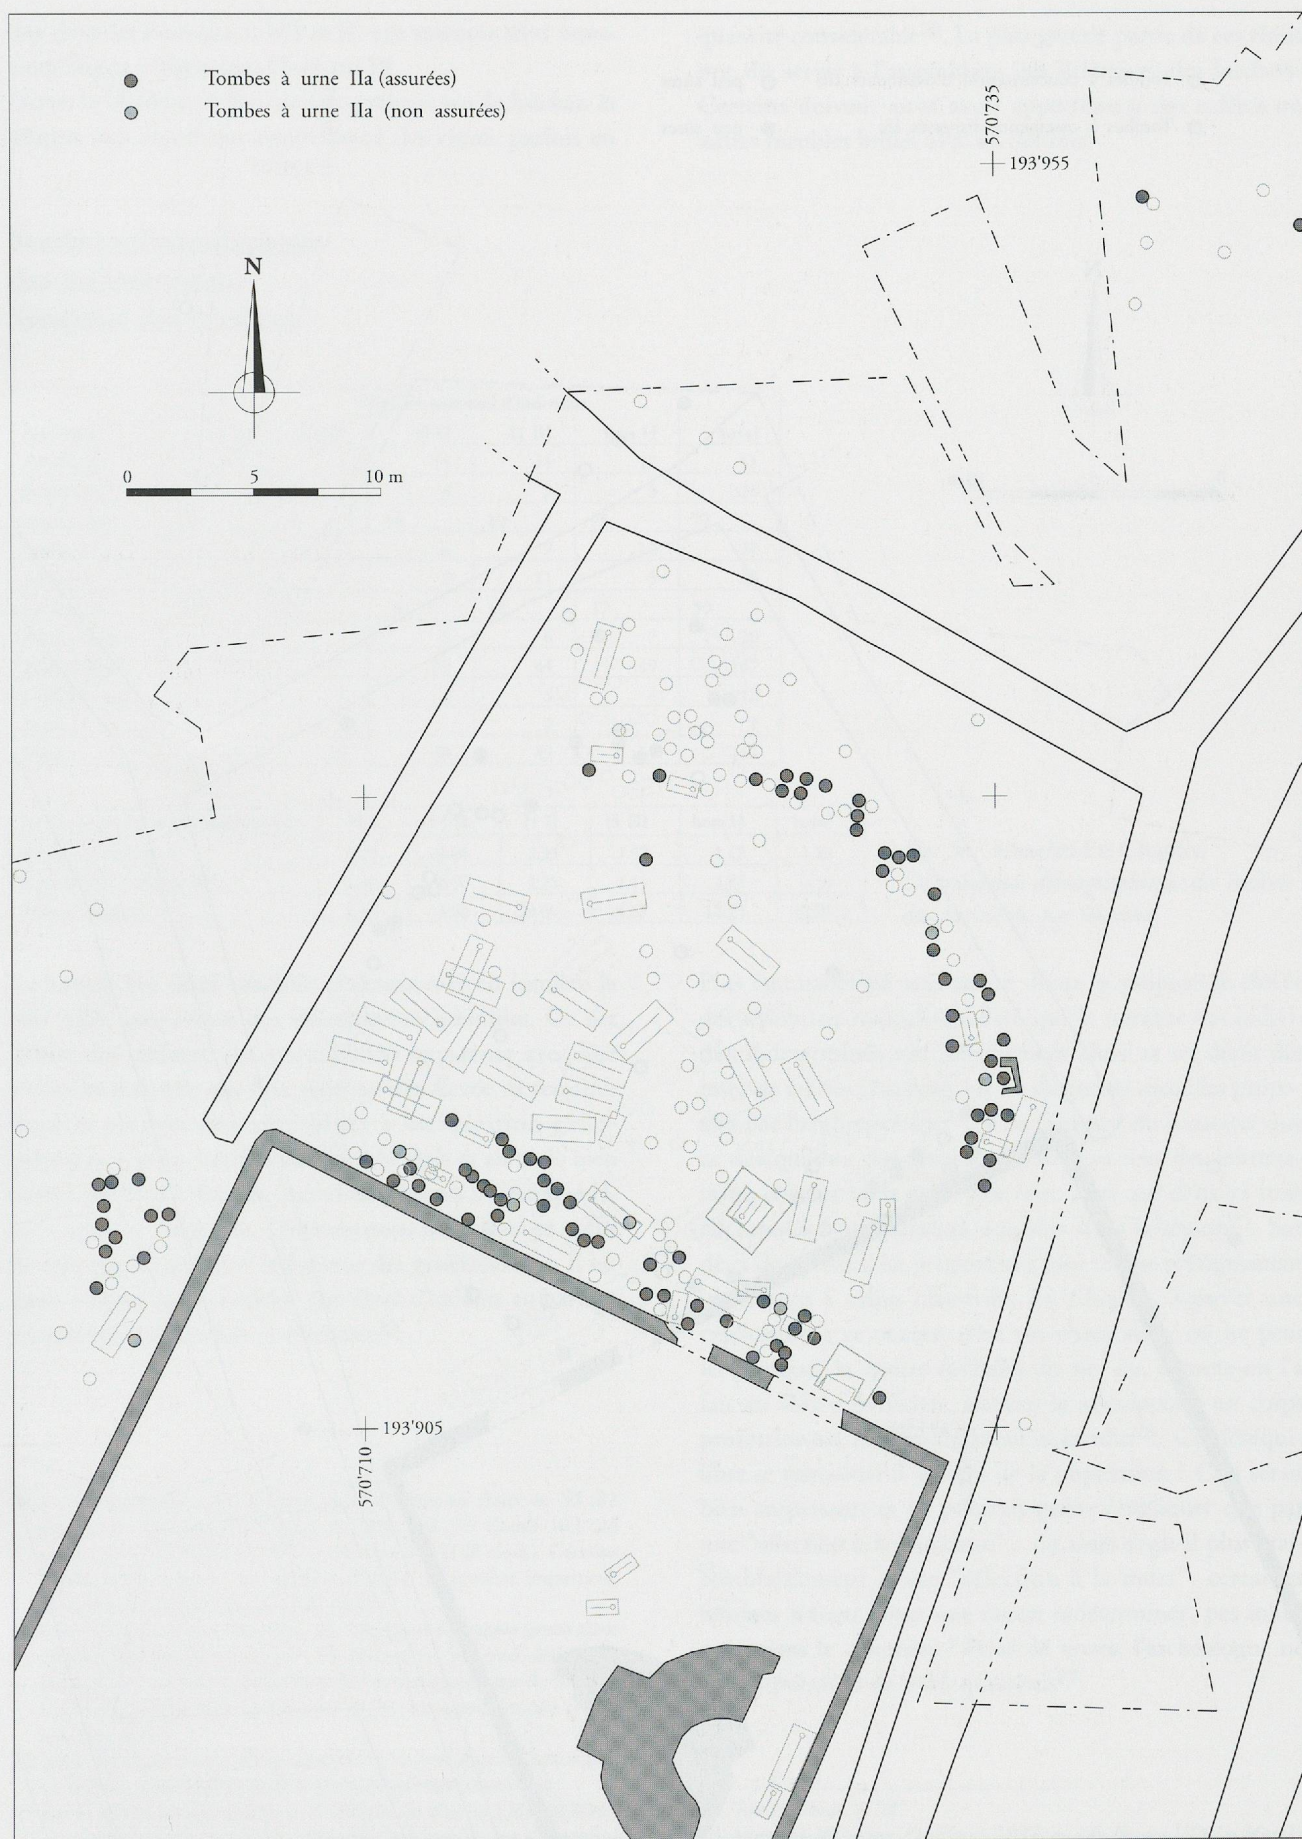 Tombes à urne IIa (assurées)
Tombes à urne IIa (non assurées)
570'735
193'955
N
0 5 10 m
193'905
570'710